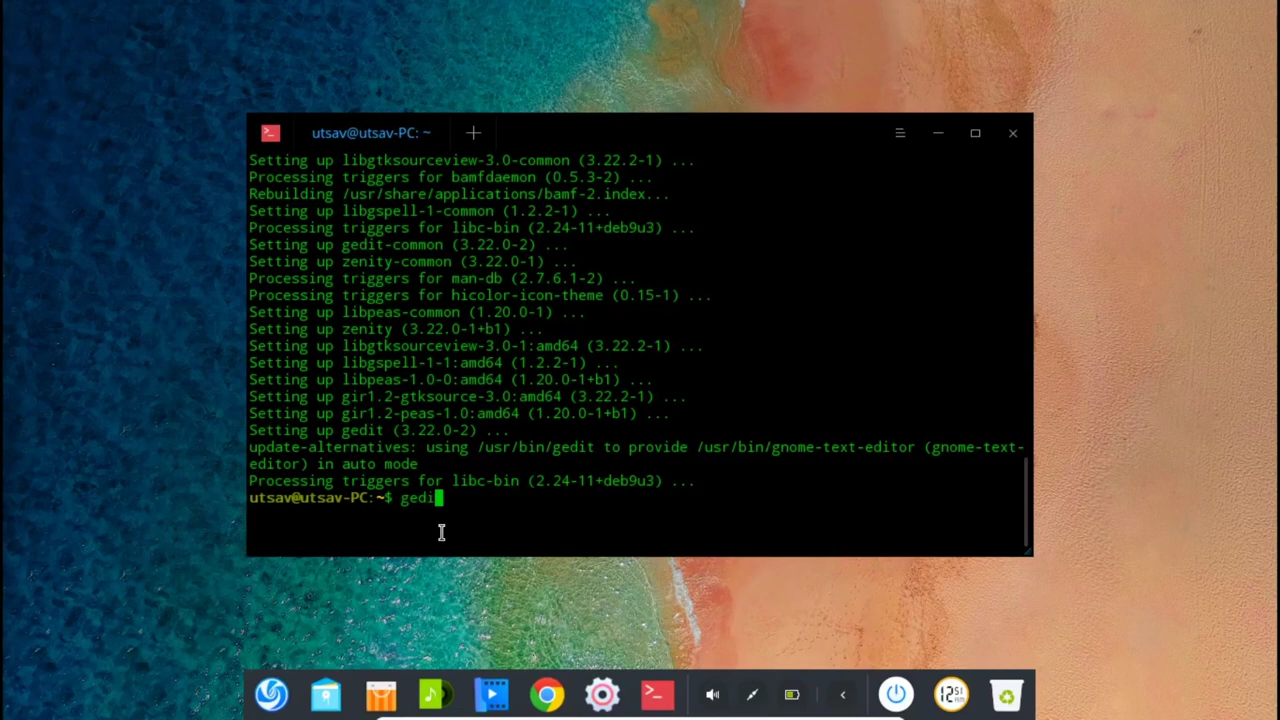 utsav@utsav-PC: ~
Setting up libgtksourceview-3.0-common (3.22.2-1) ...
Processing triggers for bamfdaemon (0.5.3-2) ...
Rebuilding /usr/share/applications/bamf-2.index...
Setting up libgspell-1-common (1.2.2-1) ...
Processing triggers for libc-bin (2.24-11+deb9u3) ...
Setting up gedit-common (3.22.0-2) ...
Setting up zenity-common (3.22.0-1) ...
Processing triggers for man-db (2.7.6.1-2) ...
Processing triggers for hicolor-icon-theme (0.15-1) ...
Setting up libpeas-common (1.20.0-1) ...
Setting up zenity (3.22.0-1+b1) ...
Setting up libgtksourceview-3.0-1:amd64 (3.22.2-1) ...
Setting up libgspell-1-1:amd64 (1.2.2-1) ...
Setting up libpeas-1.0-0:amd64 (1.20.0-1+b1) ...
Setting up gir1.2-gtksource-3.0:amd64 (3.22.2-1) ...
Setting up gir1.2-peas-1.0:amd64 (1.20.0-1+b1) ...
Setting up gedit (3.22.0-2) ...
update-alternatives: using /usr/bin/gedit to provide /usr/bin/gnome-text-editor (gnome-text-
editor) in auto mode
Processing triggers for libc-bin (2.24-11+deb9u3) ...
utsav@utsav-PC:~$ gedi